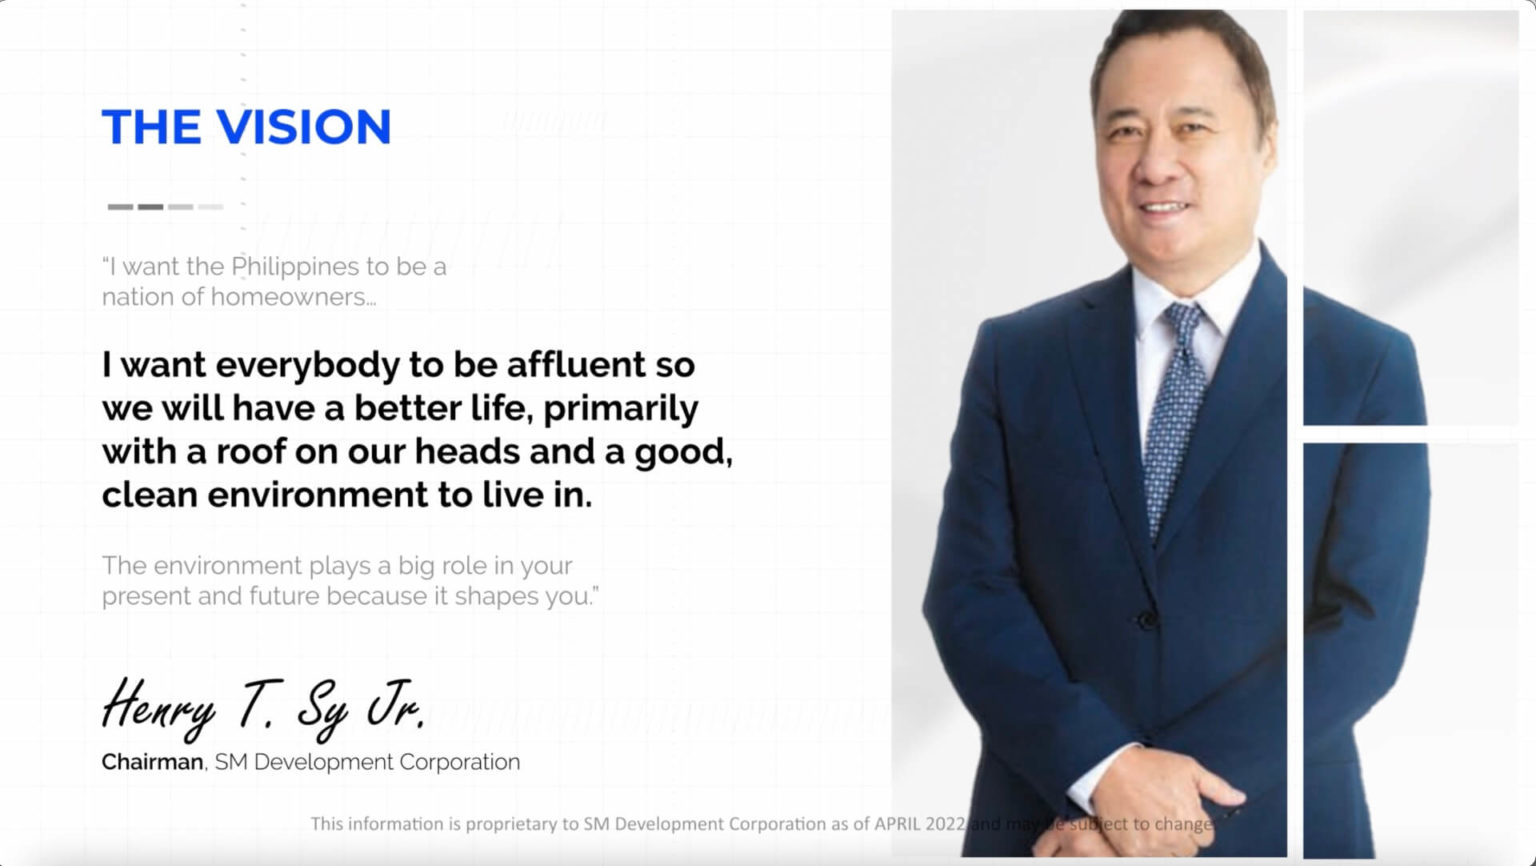 THE VISION
“I want the Philippines to be a
nation of homeowners...
I want everybody to be affluent so
we will have a better life, primarily
with a roof on our heads and a good,
clean environment to live in.
The environment plays a big role in your
present and future because it shapes you.”
Henry T. Sy Jr.
Chairman, SM Development Corporation
This information is proprietary to SM Development Corporation as of APRIL 2022 and may be subject to change.